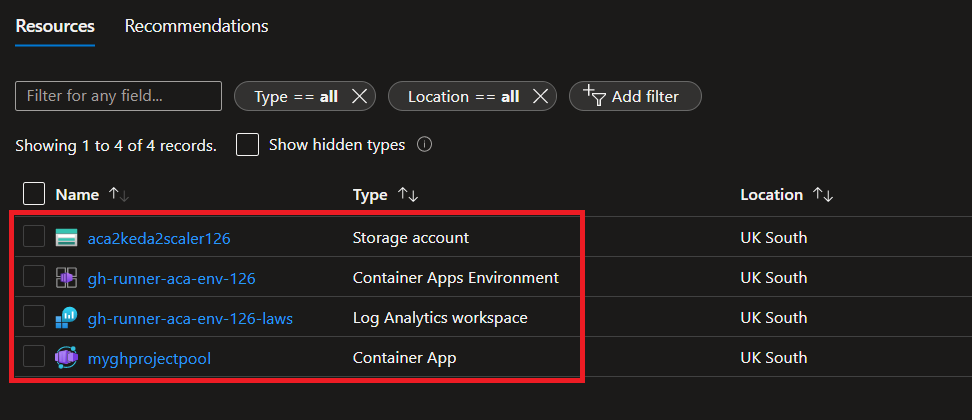 Resources Recommendations
Filter for any field... Type == all Location == all Add filter
Showing 1 to 4 of 4 records. Show hidden types
Name Type Location
aca2keda2scaler126 Storage account UK South
gh-runner-aca-env-126 Container Apps Environment UK South
gh-runner-aca-env-126-laws Log Analytics workspace UK South
myghprojectpool Container App UK South